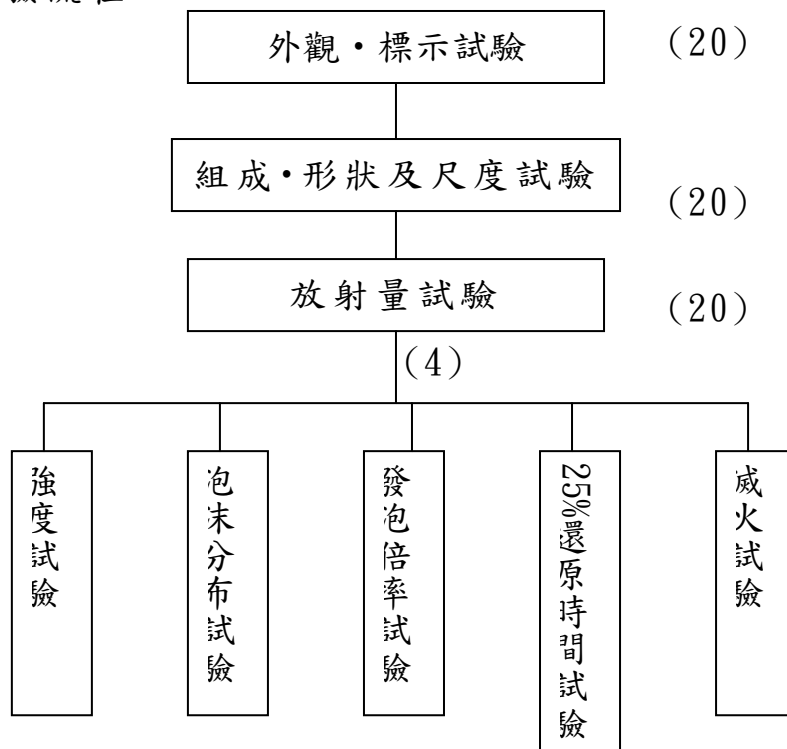 外觀・標示試驗 (20)
組成・形狀及尺度試驗 (20)
放射量試驗 (20)
(4)
強度試驗
泡沫分布試驗
發泡倍率試驗
25%還原時間試驗
滅火試驗